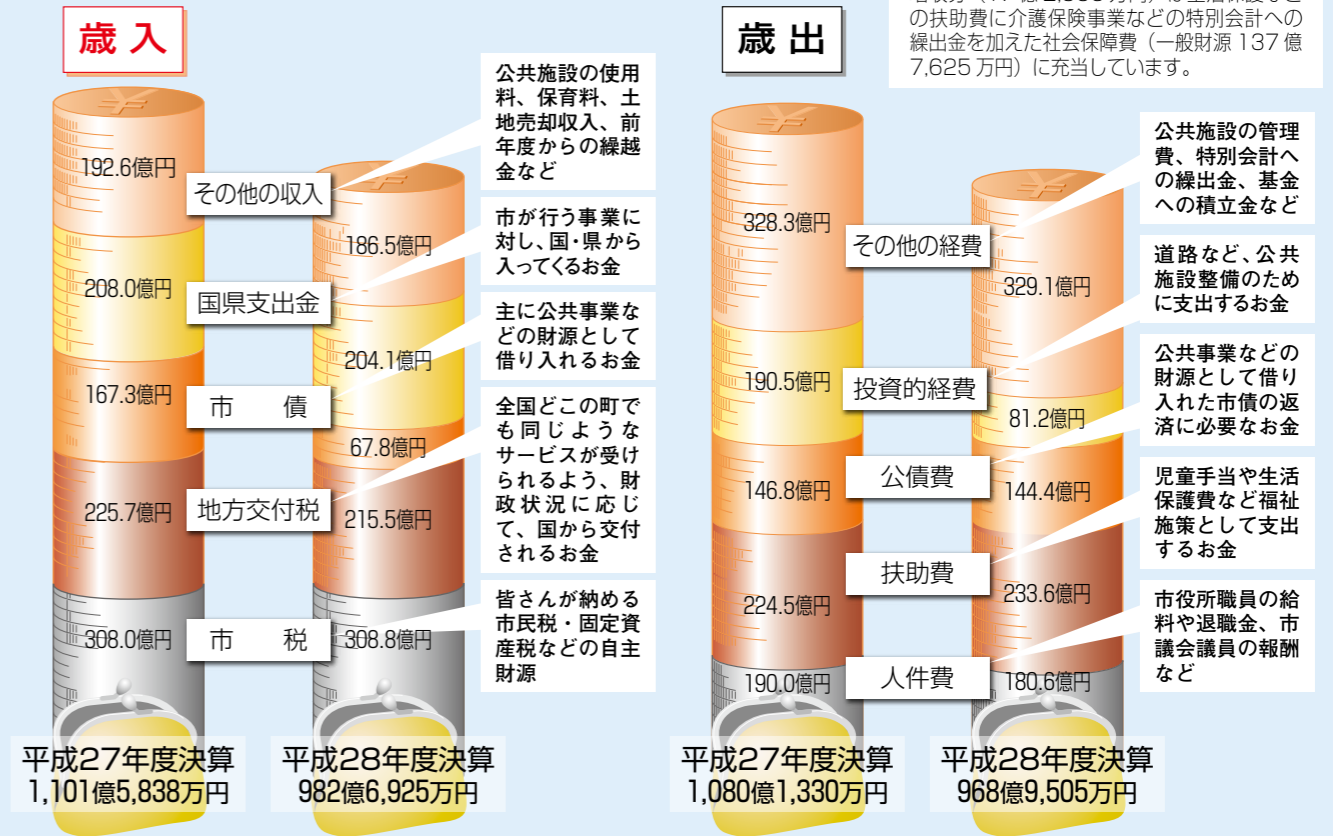 の扶助費に介護保険事業などの特別会計への
繰出金を加えた社会保障費（一般財源 137 億
7,625 万円）に充当しています。
歳入
192.6億円
208.0億円
167.3億円
225.7億円
308.0億円
平成27年度決算
1,101億5,838万円
その他の収入
国県支出金
市　債
地方交付税
市　税
186.5億円
204.1億円
67.8億円
215.5億円
308.8億円
平成28年度決算
982億6,925万円
公共施設の使用
料、保育料、土
地売却収入、前
年度からの繰越
金など
市が行う事業に
対し、国・県から
入ってくるお金
主に公共事業な
どの財源として
借り入れるお金
全国どこの町で
も同じような
サービスが受け
られるよう、財
政状況に応じ
て、国から交付
されるお金
皆さんが納める
市民税・固定資
産税などの自主
財源
歳出
328.3億円
190.5億円
146.8億円
224.5億円
190.0億円
平成27年度決算
1,080億1,330万円
その他の経費
投資的経費
公債費
扶助費
人件費
329.1億円
81.2億円
144.4億円
233.6億円
180.6億円
平成28年度決算
968億9,505万円
公共施設の管理
費、特別会計へ
の繰出金、基金
への積立金など
道路など、公共
施設整備のため
に支出するお金
公共事業などの
財源として借り
入れた市債の返
済に必要なお金
児童手当や生活
保護費など福祉
施策として支出
するお金
市役所職員の給
料や退職金、市
議会議員の報酬
など